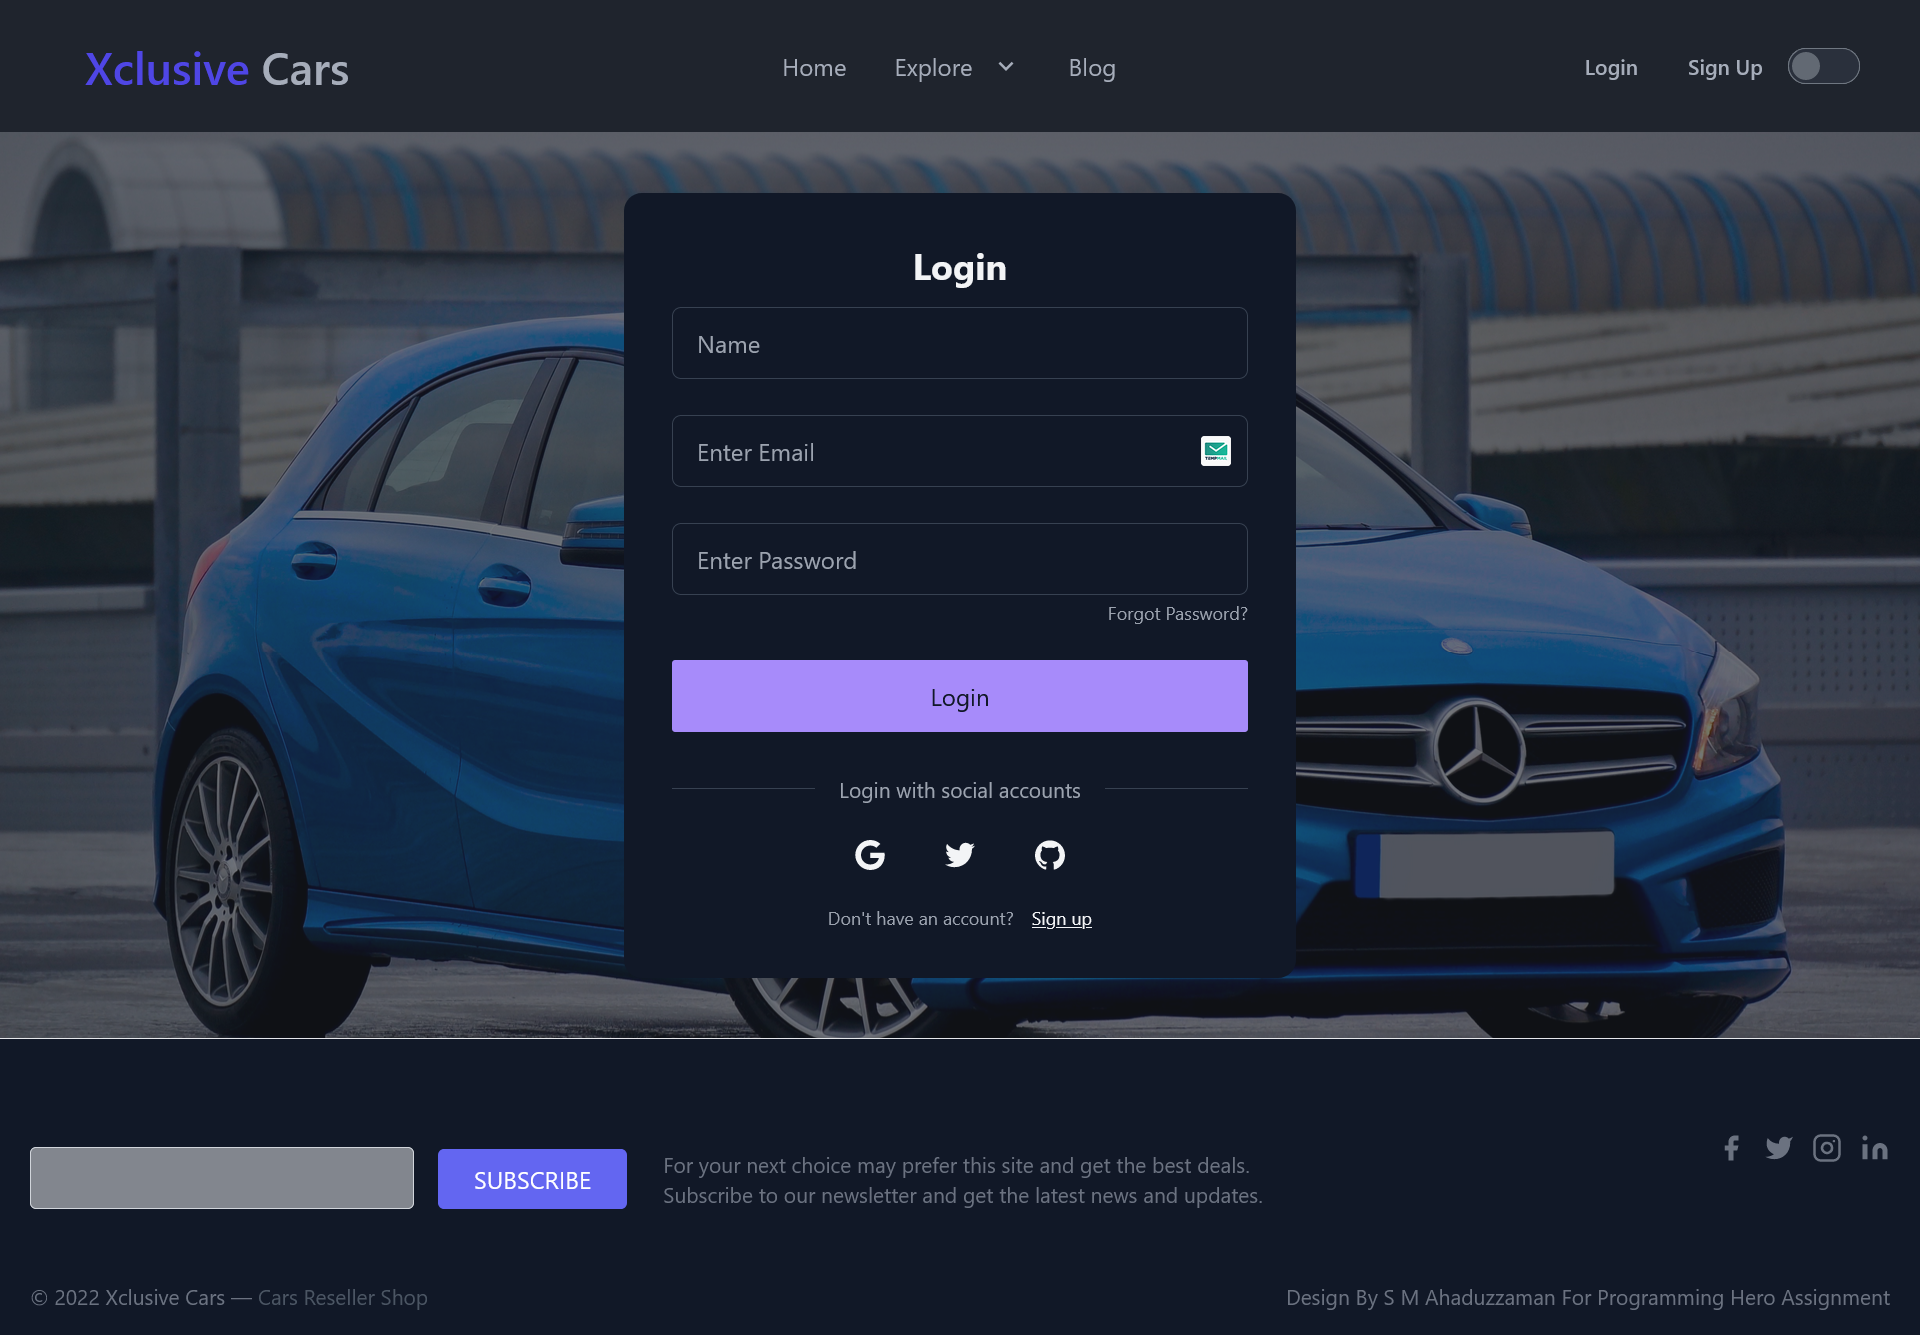 Xclusive Cars
Home
Explore
Blog
Login
Sign Up
Login
Name
Enter Email
Enter Password
Forgot Password?
Login
Login with social accounts
Don't have an account? Sign up
SUBSCRIBE
For your next choice may prefer this site and get the best deals.
Subscribe to our newsletter and get the latest news and updates.
© 2022 Xclusive Cars — Cars Reseller Shop
Design By S M Ahaduzzaman For Programming Hero Assignment